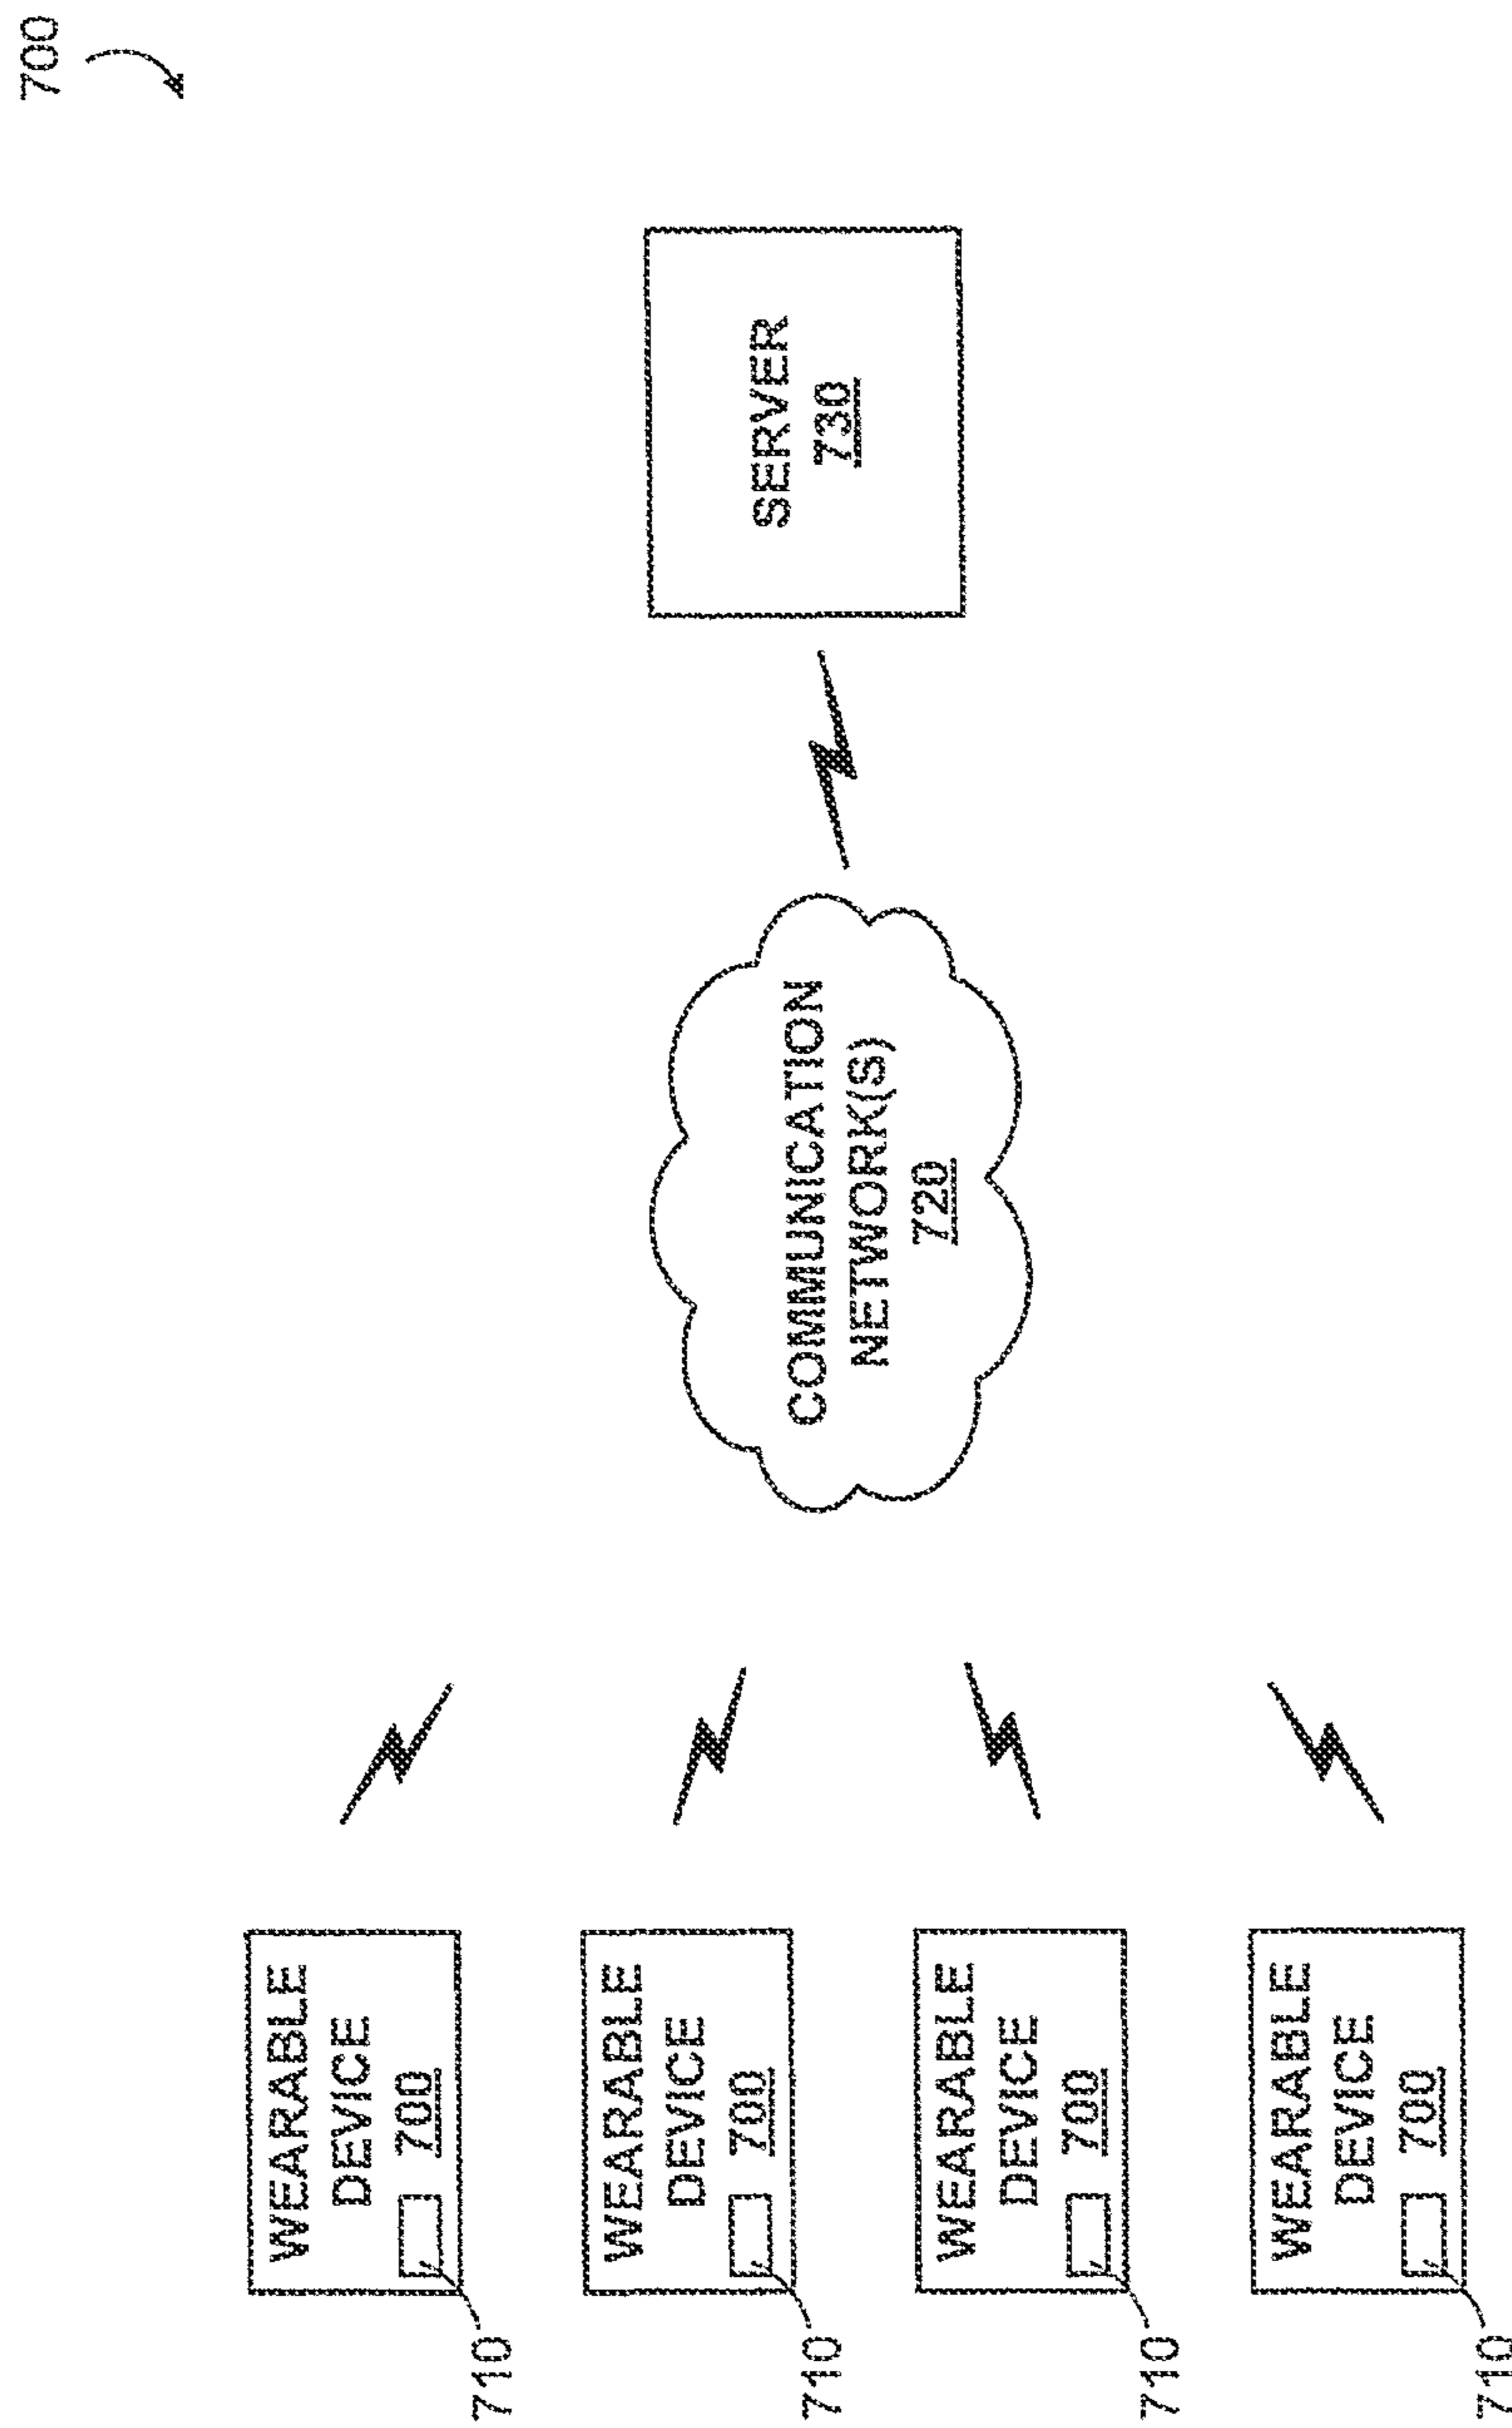 700
WEARABLE
DEVICE
700
710
WEARABLE
DEVICE
700
710
WEARABLE
DEVICE
700
710
WEARABLE
DEVICE
700
710
COMMUNICATION
NETWORK(S)
720
SERVER
730